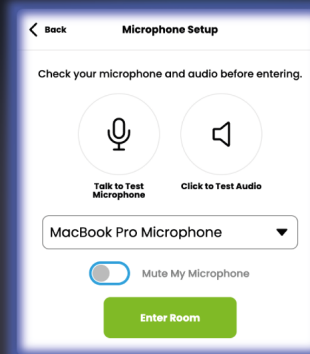 Back
Microphone Setup
Check your microphone and audio before entering.
Talk to Test
Microphone
Click to Test Audio
MacBook Pro Microphone
Mute My Microphone
Enter Room